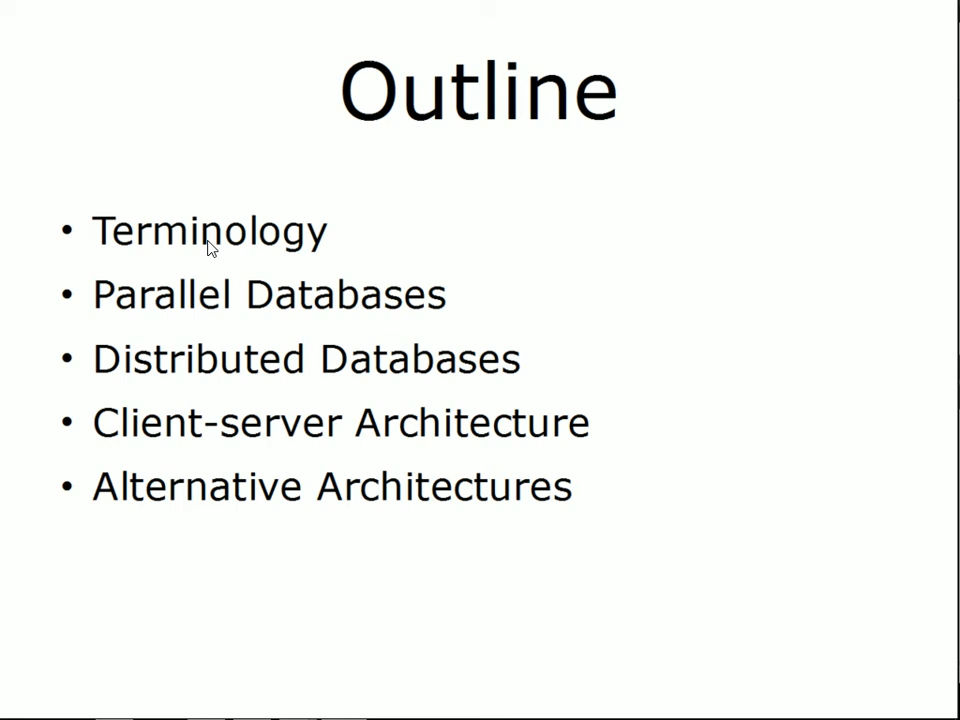 Outline
• Terminology
• Parallel Databases
• Distributed Databases
• Client-server Architecture
• Alternative Architectures